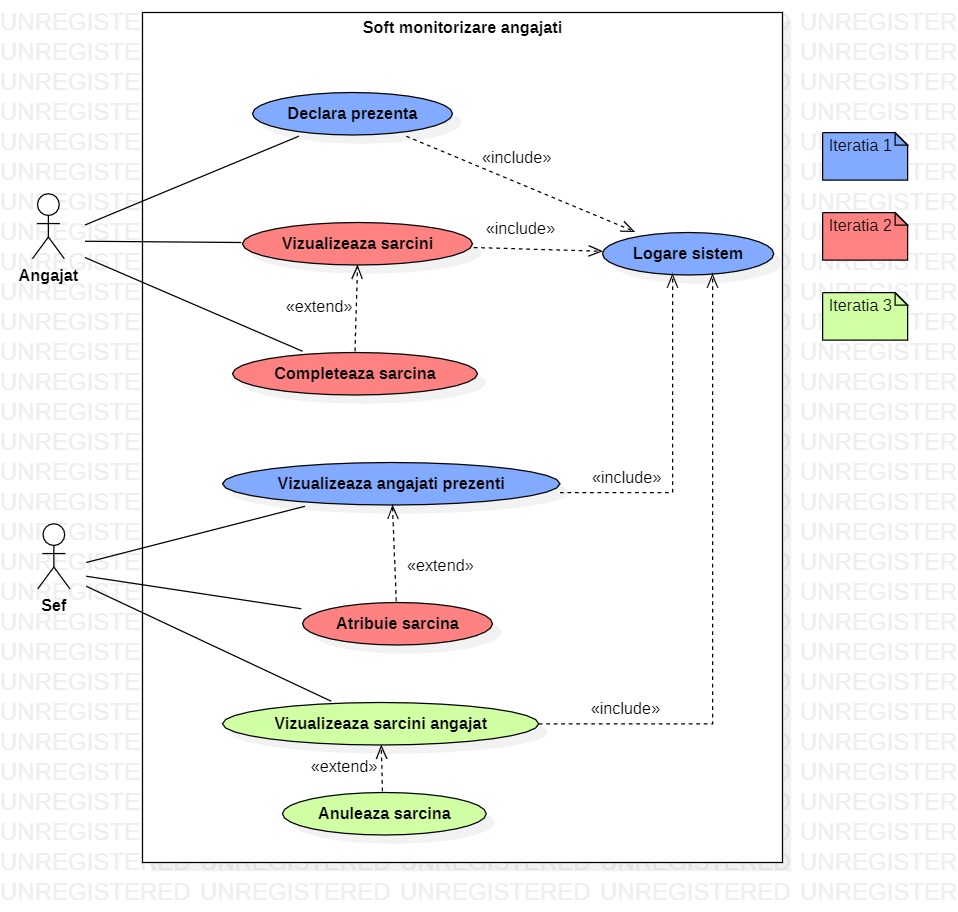 Soft monitorizare angajati
Declara prezenta
«include»
Iteratia 1
Angajat
Vizualizeaza sarcini
«include»
Logare sistem
Iteratia 2
«extend»
Completeaza sarcina
Iteratia 3
Vizualizeaza angajati prezenti
«include»
Sef
«extend»
Atribuie sarcina
Vizualizeaza sarcini angajat
«include»
«extend»
Anuleaza sarcina
UNREGISTERED UNREGISTERED UNREGISTERED UNREGISTERED UNREGISTERED